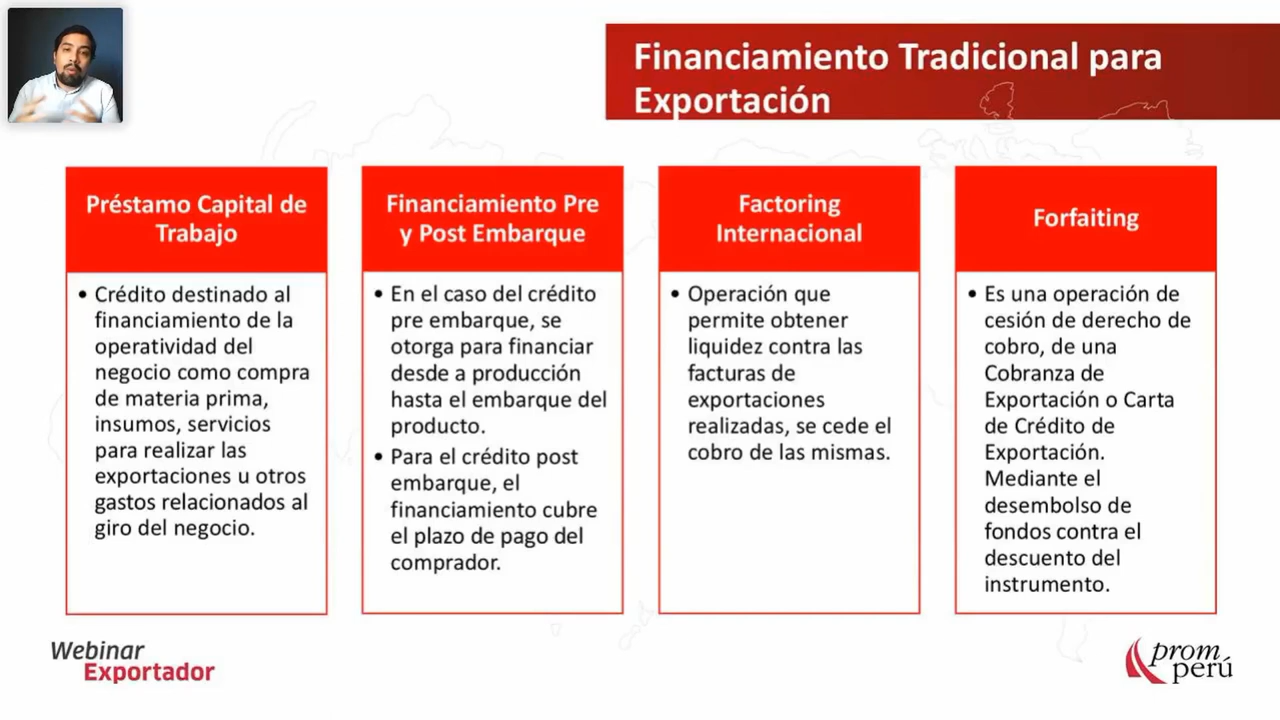 Financiamiento Tradicional para
Exportación
Préstamo Capital de
Trabajo
• Crédito destinado al
financiamiento de la
operatividad del
negocio como compra
de materia prima,
insumos, servicios
para realizar las
exportaciones u otros
gastos relacionados al
giro del negocio.
Financiamiento Pre
y Post Embarque
• En el caso del crédito
pre embarque, se
otorga para financiar
desde a producción
hasta el embarque del
producto.
• Para el crédito post
embarque, el
financiamiento cubre
el plazo de pago del
comprador.
Factoring
Internacional
• Operación que
permite obtener
liquidez contra las
facturas de
exportaciones
realizadas, se cede el
cobro de las mismas.
Forfaiting
• Es una operación de
cesión de derecho de
cobro, de una
Cobranza de
Exportación o Carta
de Crédito de
Exportación.
Mediante el
desembolso de
fondos contra el
descuento del
instrumento.
Webinar
Exportador
prom
perú